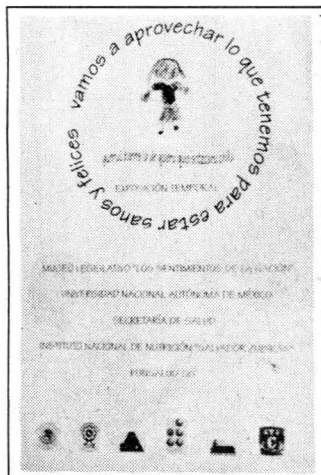 vamos a aprovechar lo que tenemos para estar sanos y felices
EXPOSICIÓN TEMPORAL
MUSEO LEGISLATIVO "LOS SENTIMIENTOS DE LA NACIÓN"
UNIVERSIDAD NACIONAL AUTÓNOMA DE MÉXICO
SECRETARÍA DE SALUD
INSTITUTO NACIONAL DE NUTRICIÓN "SALVADOR ZUBIRÁN"